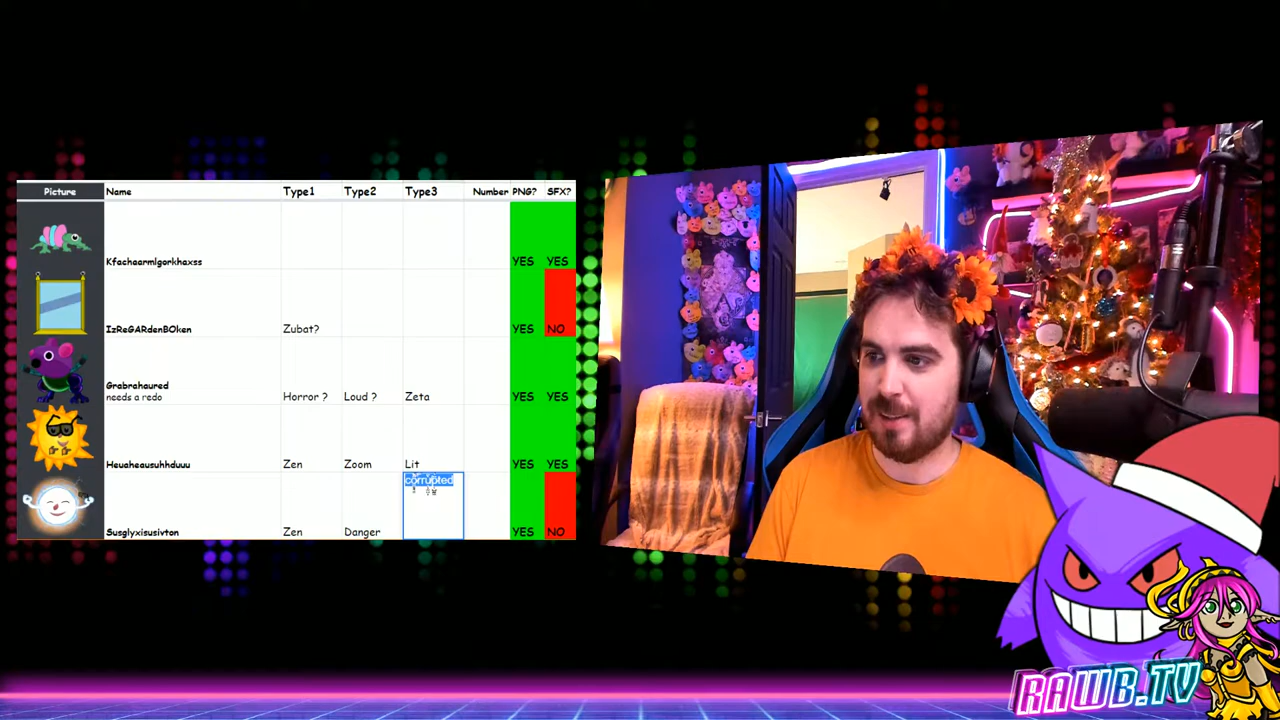 Picture Name Type1 Type2 Type3 Number PNG? SFX?
Kfachaarmlgorkhaxss YES YES
IzReGARdenBOken Zubat? YES NO
Grabrahaured
needs a redo Horror ? Loud ? Zeta YES YES
Heuaheausuhhduuu Zen Zoom Lit YES YES
corrupted
Susglyxisusivton Zen Danger YES NO
RAWB.TV